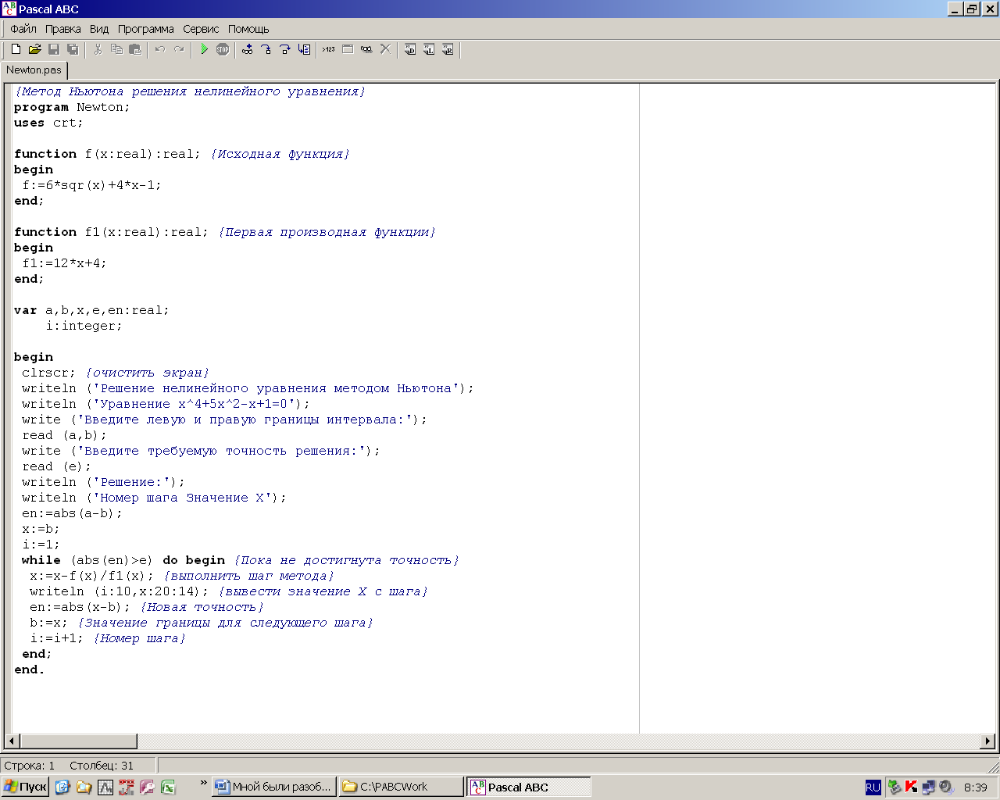 Pascal ABC
Файл Правка Вид Программа Сервис Помощь
Newton.pas
{Метод Ньютона решения нелинейного уравнения}
program Newton;
uses crt;
function f(x:real):real; {Исходная функция}
begin
f:=6*sqr(x)+4*x-1;
end;
function f1(x:real):real; {Первая производная функции}
begin
f1:=12*x+4;
end;
var a,b,x,e,en:real;
i:integer;
begin
clrscr; {очистить экран}
writeln ('Решение нелинейного уравнения методом Ньютона');
writeln ('Уравнение x^4+5x^2-x+1=0');
write ('Введите левую и правую границы интервала:');
read (a,b);
write ('Введите требуемую точность решения:');
read (e);
writeln ('Решение:');
writeln ('Номер шага Значение X');
en:=abs(a-b);
x:=b;
i:=1;
while (abs(en)>e) do begin {Пока не достигнута точность}
x:=x-f(x)/f1(x); {выполнить шаг метода}
writeln (i:10,x:20:14); {вывести значение X с шага}
en:=abs(x-b); {Новая точность}
b:=x; {Значение границы для следующего шага}
i:=i+1; {Номер шага}
end;
end.
Строка: 1 Столбец: 31
Пуск » Мной были разоб... C:\PABCWork Pascal ABC RU 8:39